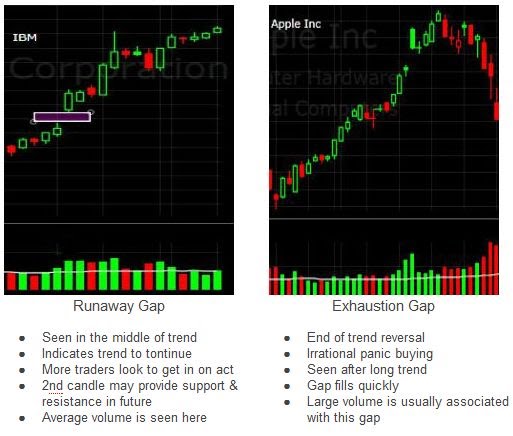 IBM
Corporation
Apple Inc
ple Inc
uter Hardware
al Computers
Runaway Gap
Seen in the middle of trend
Indicates trend to tontinue
More traders look to get in on act
2nd candle may provide support &
resistance in future
Average volume is seen here
Exhaustion Gap
End of trend reversal
Irrational panic buying
Seen after long trend
Gap fills quickly
Large volume is usually associated
with this gap